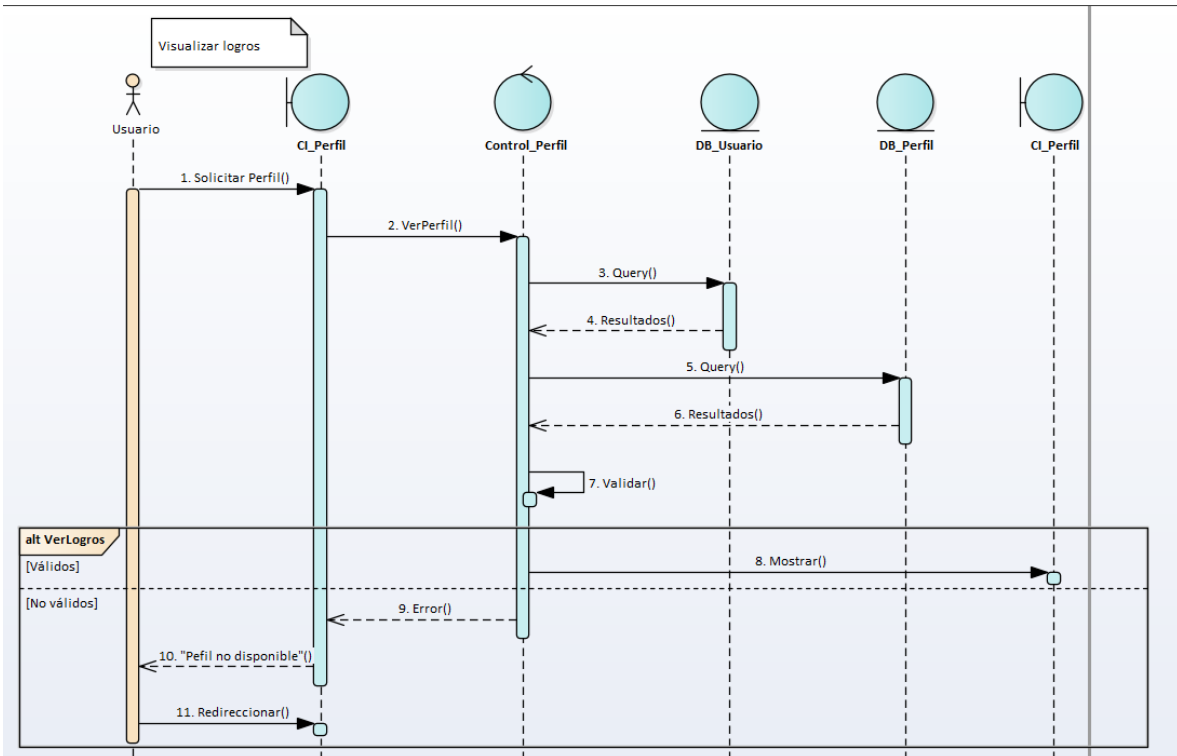 Visualizar logros
Usuario
CI_Perfil
Control_Perfil
DB_Usuario
DB_Perfil
CI_Perfil
1. Solicitar Perfil()
2. VerPerfil()
3. Query()
4. Resultados()
5. Query()
6. Resultados()
7. Validar()
alt VerLogros
[Válidos]
8. Mostrar()
[No válidos]
9. Error()
10. "Pefil no disponible"()
11. Redireccionar()